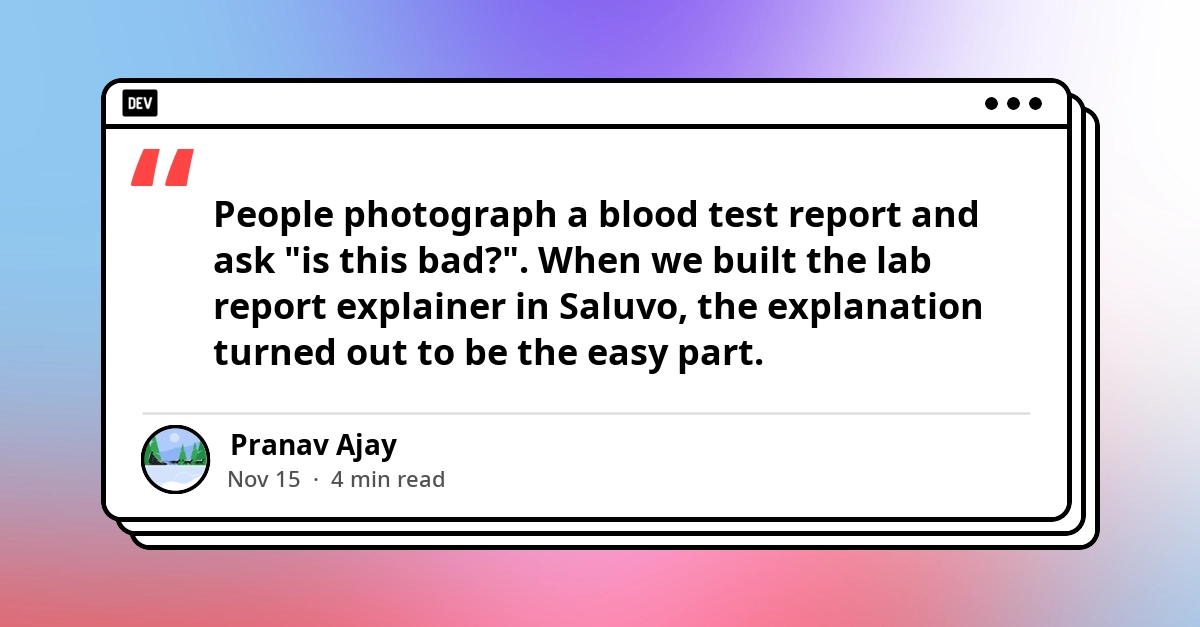 DEV
People photograph a blood test report and
ask "is this bad?". When we built the lab
report explainer in Saluvo, the explanation
turned out to be the easy part.
Pranav Ajay
Nov 15 · 4 min read